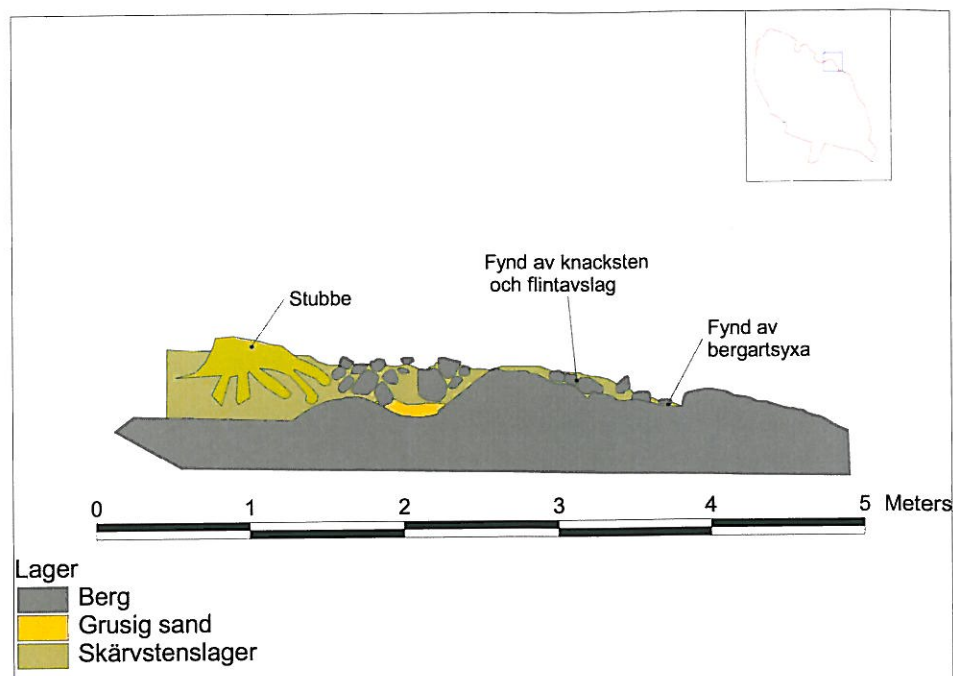 Fynd av knacksten
och flintavslag
Stubbe
Fynd av
bergartsyxa
0 1 2 3 4 5 Meters
Lager
Berg
Grusig sand
Skärvstenslager